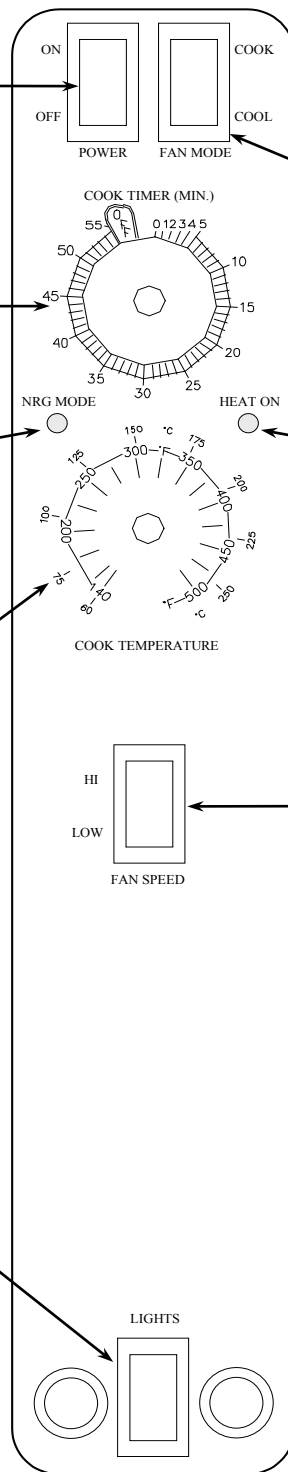 ON
COOK
OFF
COOL
POWER
FAN MODE
COOK TIMER (MIN.)
OFF
0 1 2 3 4 5
10
15
20
25
30
35
40
45
50
55
NRG MODE
HEAT ON
60
75
100
125
150
°C
175
200
225
250
°C
140
200
250
300
°F
350
400
450
500
°F
COOK TEMPERATURE
HI
LOW
FAN SPEED
LIGHTS